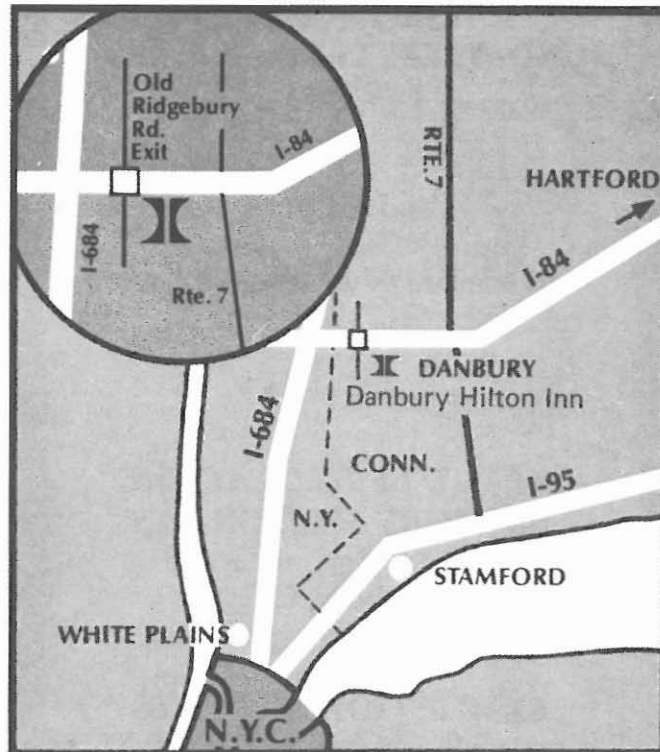 Old
Ridgebury
Rd.
Exit
I-84
I-684
Rte. 7
RTE. 7
HARTFORD
I-84
DANBURY
Danbury Hilton Inn
I-684
CONN.
I-95
N.Y.
STAMFORD
WHITE PLAINS
N.Y.C.